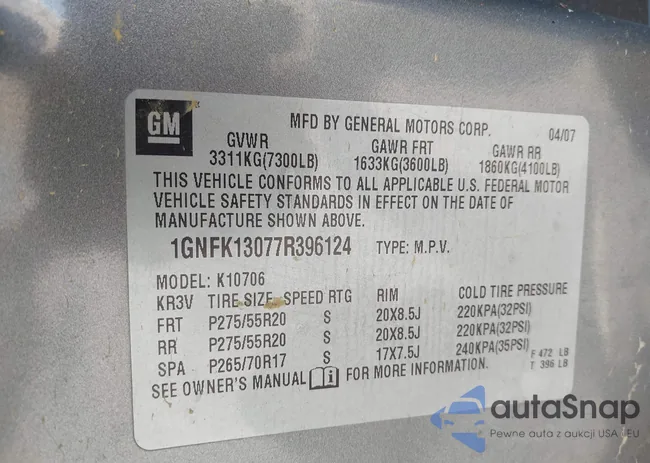 GM
MFD BY GENERAL MOTORS CORP. 04/07
GVWR GAWR FRT GAWR RR
3311KG(7300LB) 1633KG(3600LB) 1860KG(4100LB)
THIS VEHICLE CONFORMS TO ALL APPLICABLE U.S. FEDERAL MOTOR
VEHICLE SAFETY STANDARDS IN EFFECT ON THE DATE OF
MANUFACTURE SHOWN ABOVE.
1GNFK13077R396124 TYPE: M.P.V.
MODEL: K10706
KR3V TIRE SIZE SPEED RTG RIM COLD TIRE PRESSURE
FRT P275/55R20 S 20X8.5J 220KPA(32PSI)
RR P275/55R20 S 20X8.5J 220KPA(32PSI)
SPA P265/70R17 S 17X7.5J 240KPA(35PSI)
F 472 LB
T 396 LB
SEE OWNER'S MANUAL i FOR MORE INFORMATION.
autaSnap
Pewne auta z aukcji USA i EU